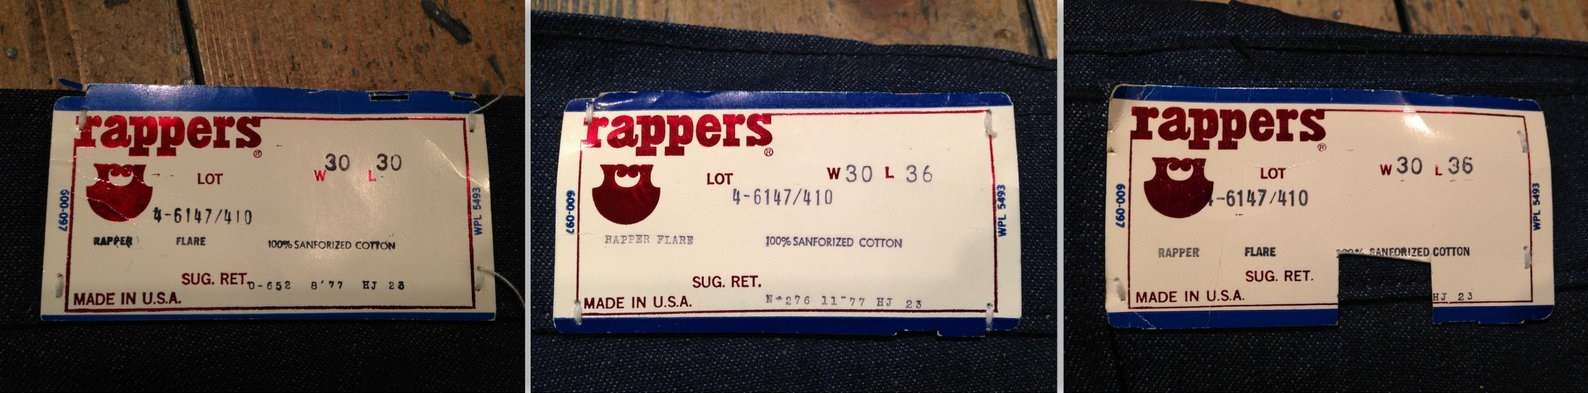 rappers®
LOT W 30 L 30
4-6147/410
RAPPER FLARE 100% SANFORIZED COTTON
SUG. RET. O-652 8'77 HJ 23
MADE IN U.S.A.
600-097
WPL 5493
rappers®
LOT W 30 L 36
4-6147/410
RAPPER FLARE 100% SANFORIZED COTTON
SUG. RET.
MADE IN U.S.A. N-276 11-77 HJ 23
600-097
WPL 5493
rappers®
LOT W 30 L 36
4-6147/410
RAPPER FLARE 100% SANFORIZED COTTON
SUG. RET.
MADE IN U.S.A. HJ 23
600-097
WPL 5493